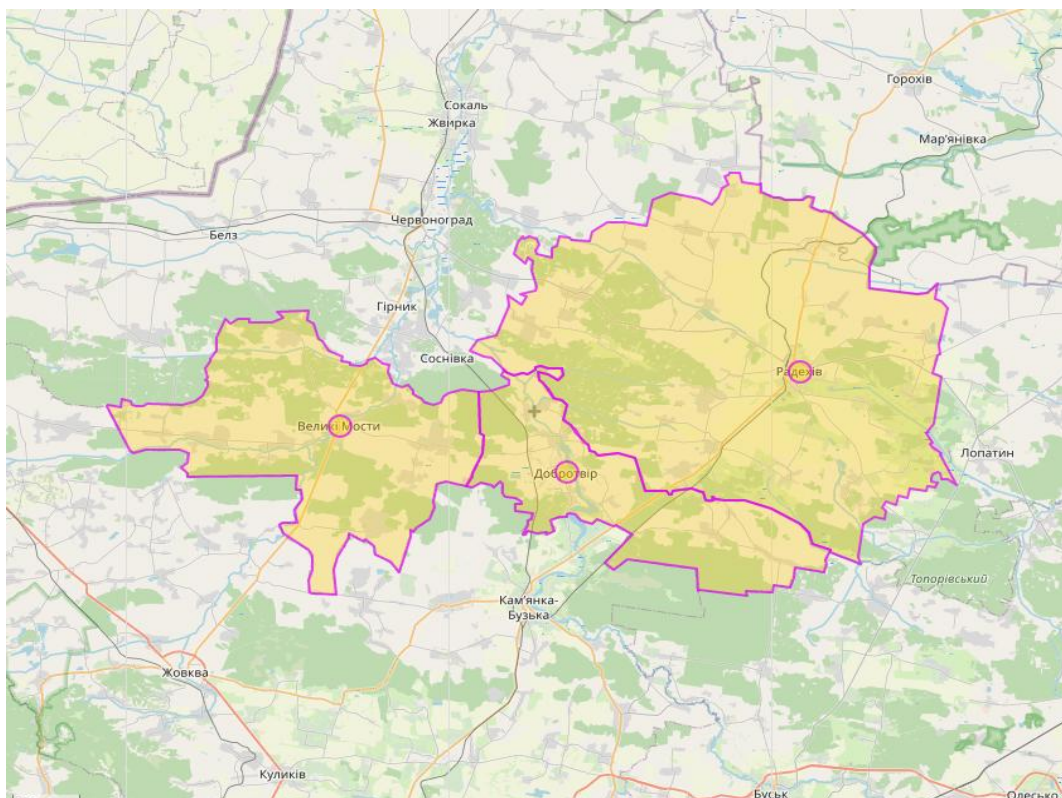 Горохів
Сокаль
Жвирка
Мар'янівка
Червоноград
Белз
Гірник
Соснівка
Радехів
Великі Мости
Лопатин
Добротвір
Топорівський
Кам'янка-
Бузька
Жовква
Куликів
Буськ
Олесько